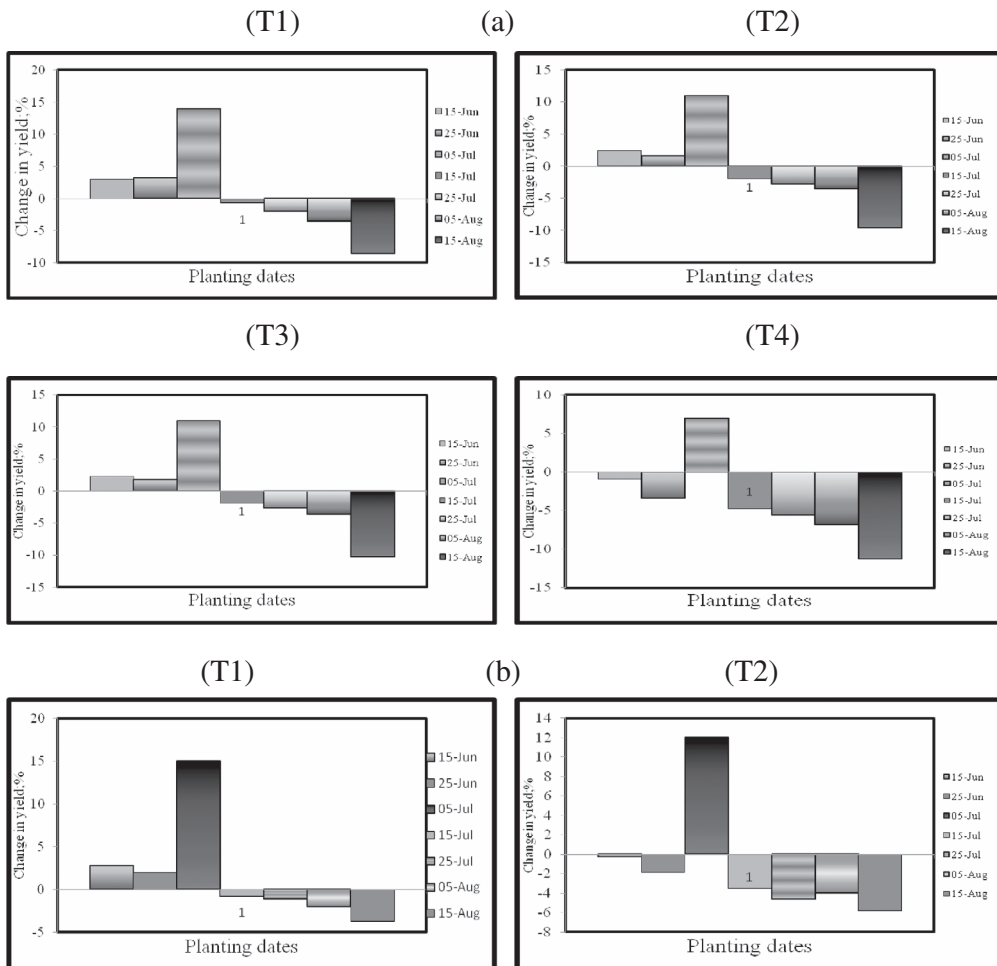 (T1) (a) (T2)
Change in yield;%
20
15
10
5
0
-5
-10
1
Planting dates
15-Jun
25-Jun
05-Jul
15-Jul
25-Jul
05-Aug
15-Aug
Change in yield;%
15
10
5
0
-5
-10
-15
1
Planting dates
15-Jun
25-Jun
05-Jul
15-Jul
25-Jul
05-Aug
15-Aug
(T3) (T4)
Change in yield;%
15
10
5
0
-5
-10
-15
1
Planting dates
15-Jun
25-Jun
05-Jul
15-Jul
25-Jul
05-Aug
15-Aug
Change in yield;%
10
5
0
-5
-10
-15
1
Planting dates
15-Jun
25-Jun
05-Jul
15-Jul
25-Jul
05-Aug
15-Aug
(T1) (b) (T2)
Change in yield;%
20
15
10
5
0
-5
1
Planting dates
15-Jun
25-Jun
05-Jul
15-Jul
25-Jul
05-Aug
15-Aug
Change in yield;%
14
12
10
8
6
4
2
0
-2
-4
-6
-8
1
Planting dates
15-Jun
25-Jun
05-Jul
15-Jul
25-Jul
05-Aug
15-Aug